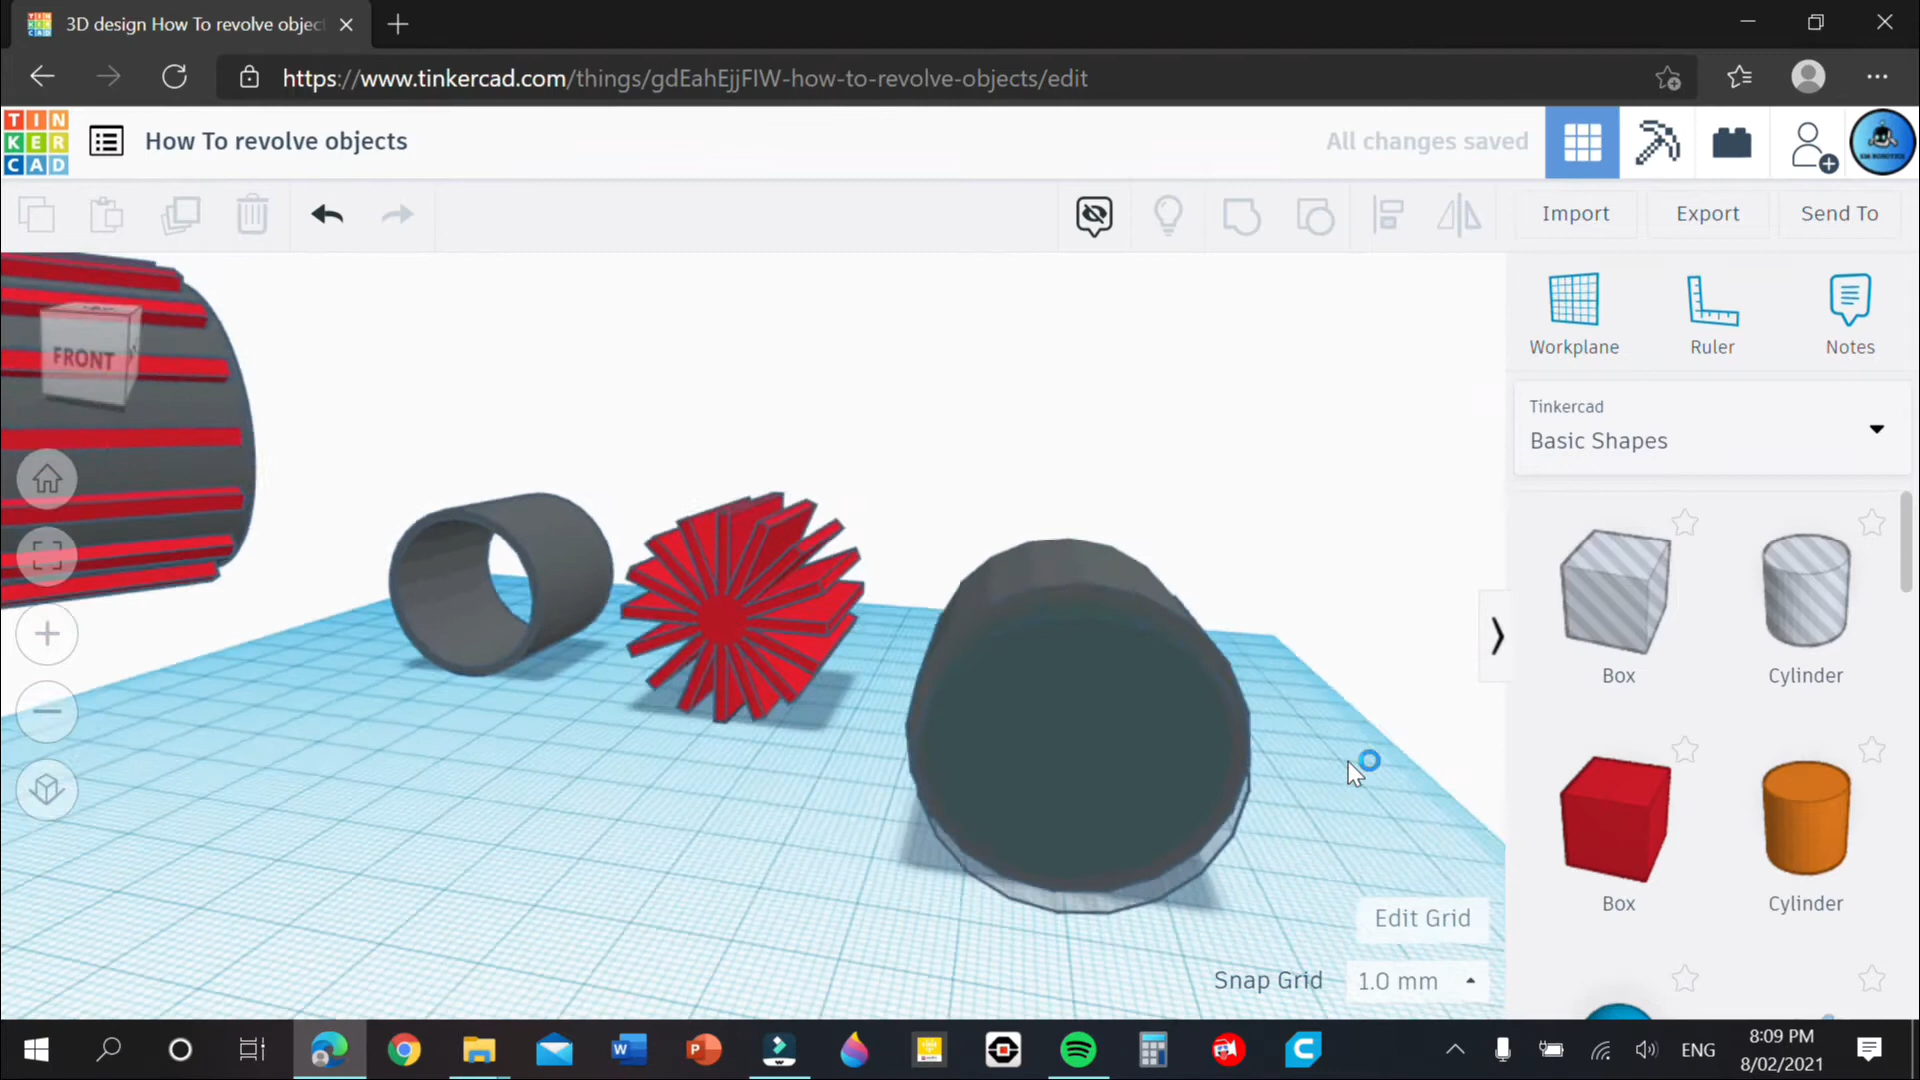 3D design How To revolve objec
https://www.tinkercad.com/things/gdEahEjjFIW-how-to-revolve-objects/edit
TIN
KER
CAD
How To revolve objects
All changes saved
Import
Export
Send To
FRONT
Workplane
Ruler
Notes
Tinkercad
Basic Shapes
Box
Cylinder
Box
Cylinder
Edit Grid
Snap Grid
1.0 mm
ENG
8:09 PM
8/02/2021